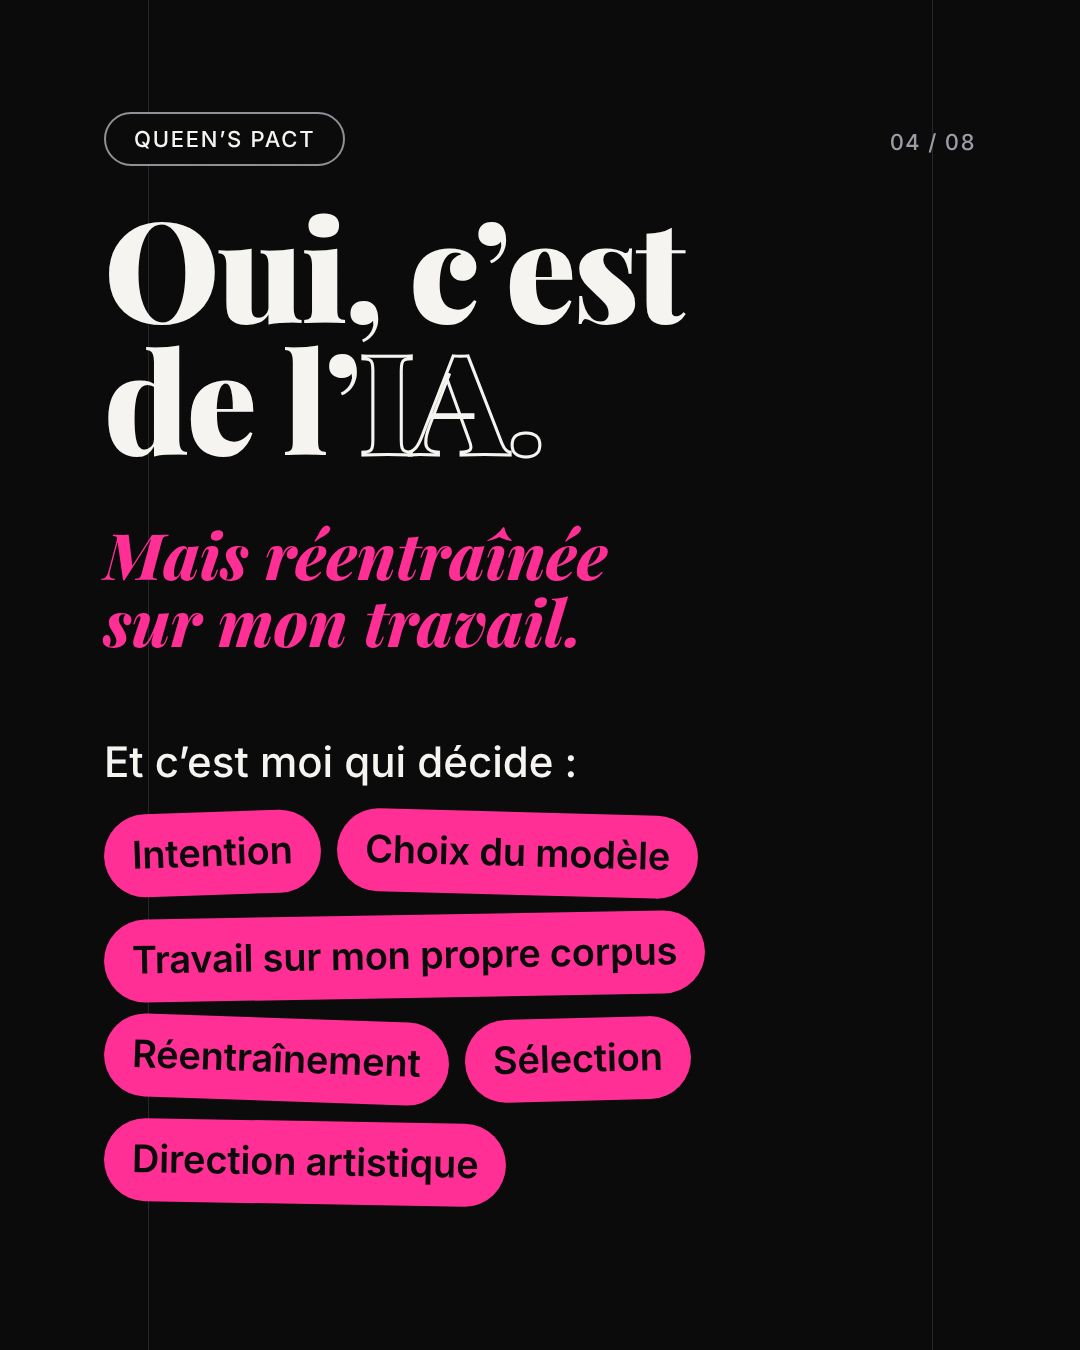 QUEEN’S PACT
04 / 08
Oui, c’est
de l’IA.
Mais réentraînée
sur mon travail.
Et c’est moi qui décide :
Intention
Choix du modèle
Travail sur mon propre corpus
Réentraînement
Sélection
Direction artistique